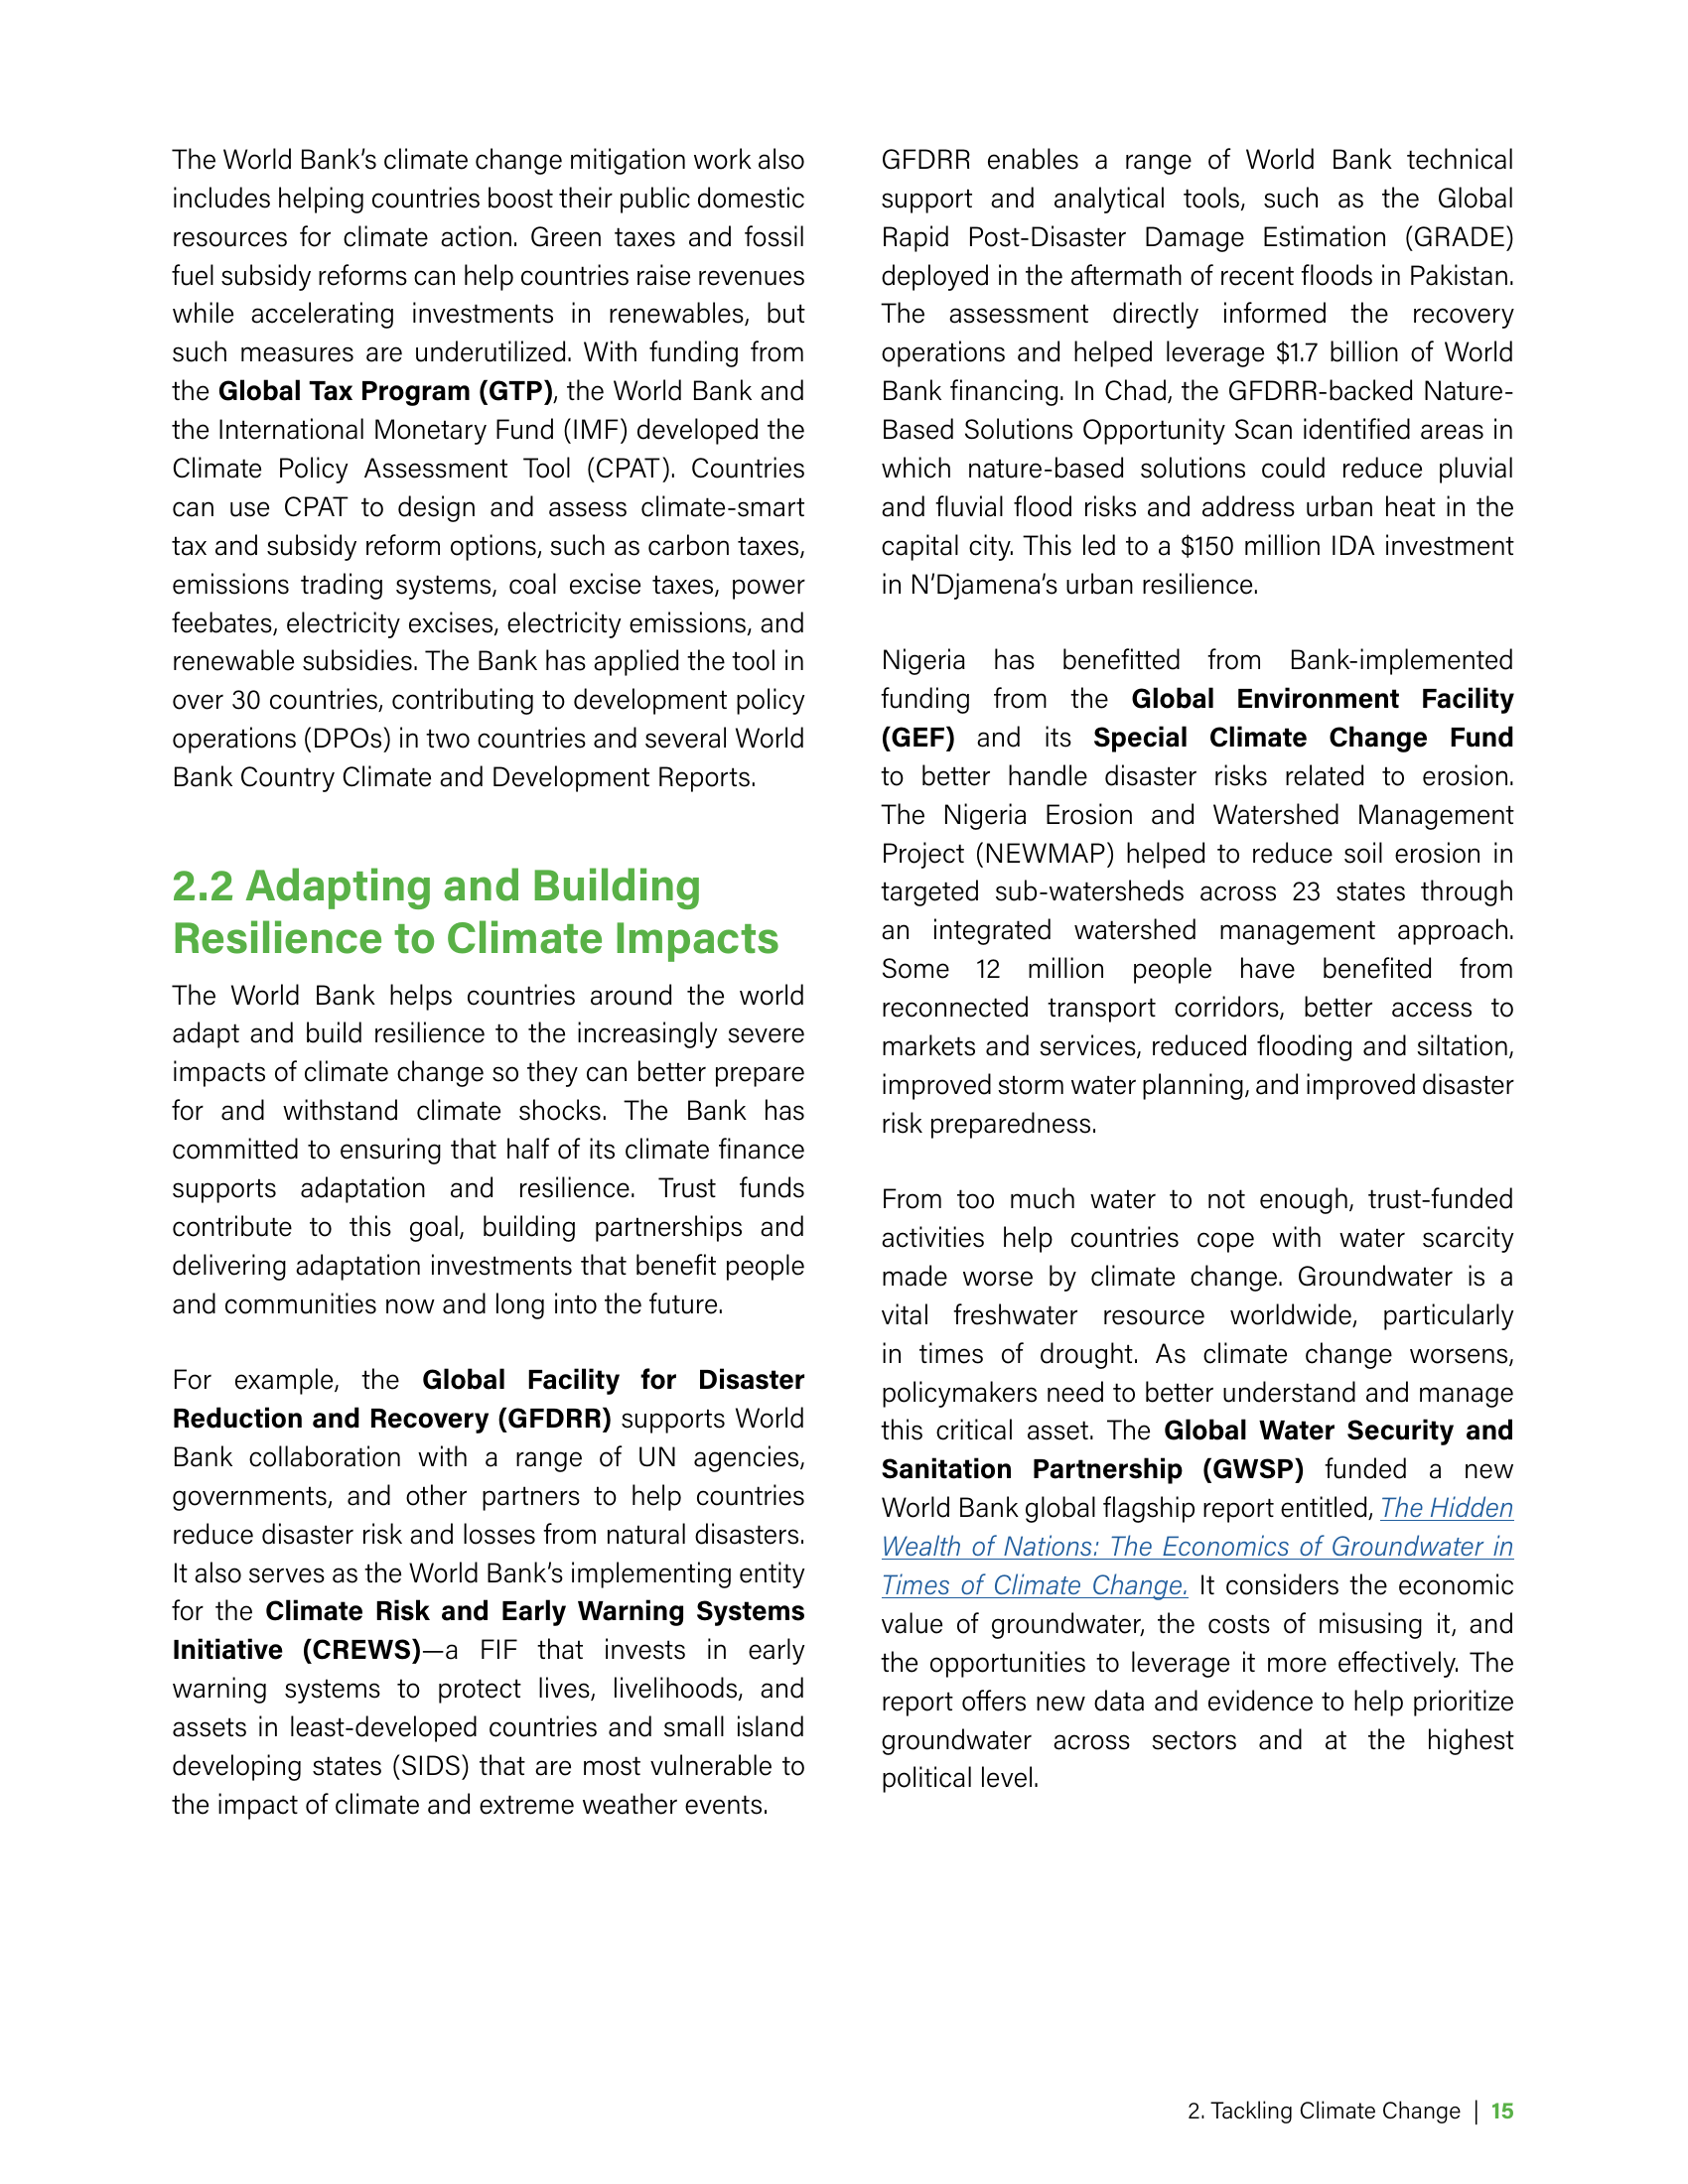 The World Bank’s climate change mitigation work also
includes helping countries boost their public domestic
resources for climate action. Green taxes and fossil
fuel subsidy reforms can help countries raise revenues
while accelerating investments in renewables, but
such measures are underutilized. With funding from
the Global Tax Program (GTP), the World Bank and
the International Monetary Fund (IMF) developed the
Climate Policy Assessment Tool (CPAT). Countries
can use CPAT to design and assess climate-smart
tax and subsidy reform options, such as carbon taxes,
emissions trading systems, coal excise taxes, power
feebates, electricity excises, electricity emissions, and
renewable subsidies. The Bank has applied the tool in
over 30 countries, contributing to development policy
operations (DPOs) in two countries and several World
Bank Country Climate and Development Reports.
2.2 Adapting and Building
Resilience to Climate Impacts
The World Bank helps countries around the world
adapt and build resilience to the increasingly severe
impacts of climate change so they can better prepare
for and withstand climate shocks. The Bank has
committed to ensuring that half of its climate finance
supports adaptation and resilience. Trust funds
contribute to this goal, building partnerships and
delivering adaptation investments that benefit people
and communities now and long into the future.
For example, the Global Facility for Disaster
Reduction and Recovery (GFDRR) supports World
Bank collaboration with a range of UN agencies,
governments, and other partners to help countries
reduce disaster risk and losses from natural disasters.
It also serves as the World Bank’s implementing entity
for the Climate Risk and Early Warning Systems
Initiative (CREWS)—a FIF that invests in early
warning systems to protect lives, livelihoods, and
assets in least-developed countries and small island
developing states (SIDS) that are most vulnerable to
the impact of climate and extreme weather events.
GFDRR enables a range of World Bank technical
support and analytical tools, such as the Global
Rapid Post-Disaster Damage Estimation (GRADE)
deployed in the aftermath of recent floods in Pakistan.
The assessment directly informed the recovery
operations and helped leverage $1.7 billion of World
Bank financing. In Chad, the GFDRR-backed Nature-
Based Solutions Opportunity Scan identified areas in
which nature-based solutions could reduce pluvial
and fluvial flood risks and address urban heat in the
capital city. This led to a $150 million IDA investment
in N’Djamena’s urban resilience.
Nigeria has benefitted from Bank-implemented
funding from the Global Environment Facility
(GEF) and its Special Climate Change Fund
to better handle disaster risks related to erosion.
The Nigeria Erosion and Watershed Management
Project (NEWMAP) helped to reduce soil erosion in
targeted sub-watersheds across 23 states through
an integrated watershed management approach.
Some 12 million people have benefited from
reconnected transport corridors, better access to
markets and services, reduced flooding and siltation,
improved storm water planning, and improved disaster
risk preparedness.
From too much water to not enough, trust-funded
activities help countries cope with water scarcity
made worse by climate change. Groundwater is a
vital freshwater resource worldwide, particularly
in times of drought. As climate change worsens,
policymakers need to better understand and manage
this critical asset. The Global Water Security and
Sanitation Partnership (GWSP) funded a new
World Bank global flagship report entitled, The Hidden
Wealth of Nations: The Economics of Groundwater in
Times of Climate Change. It considers the economic
value of groundwater, the costs of misusing it, and
the opportunities to leverage it more effectively. The
report offers new data and evidence to help prioritize
groundwater across sectors and at the highest
political level.
2. Tackling Climate Change | 15